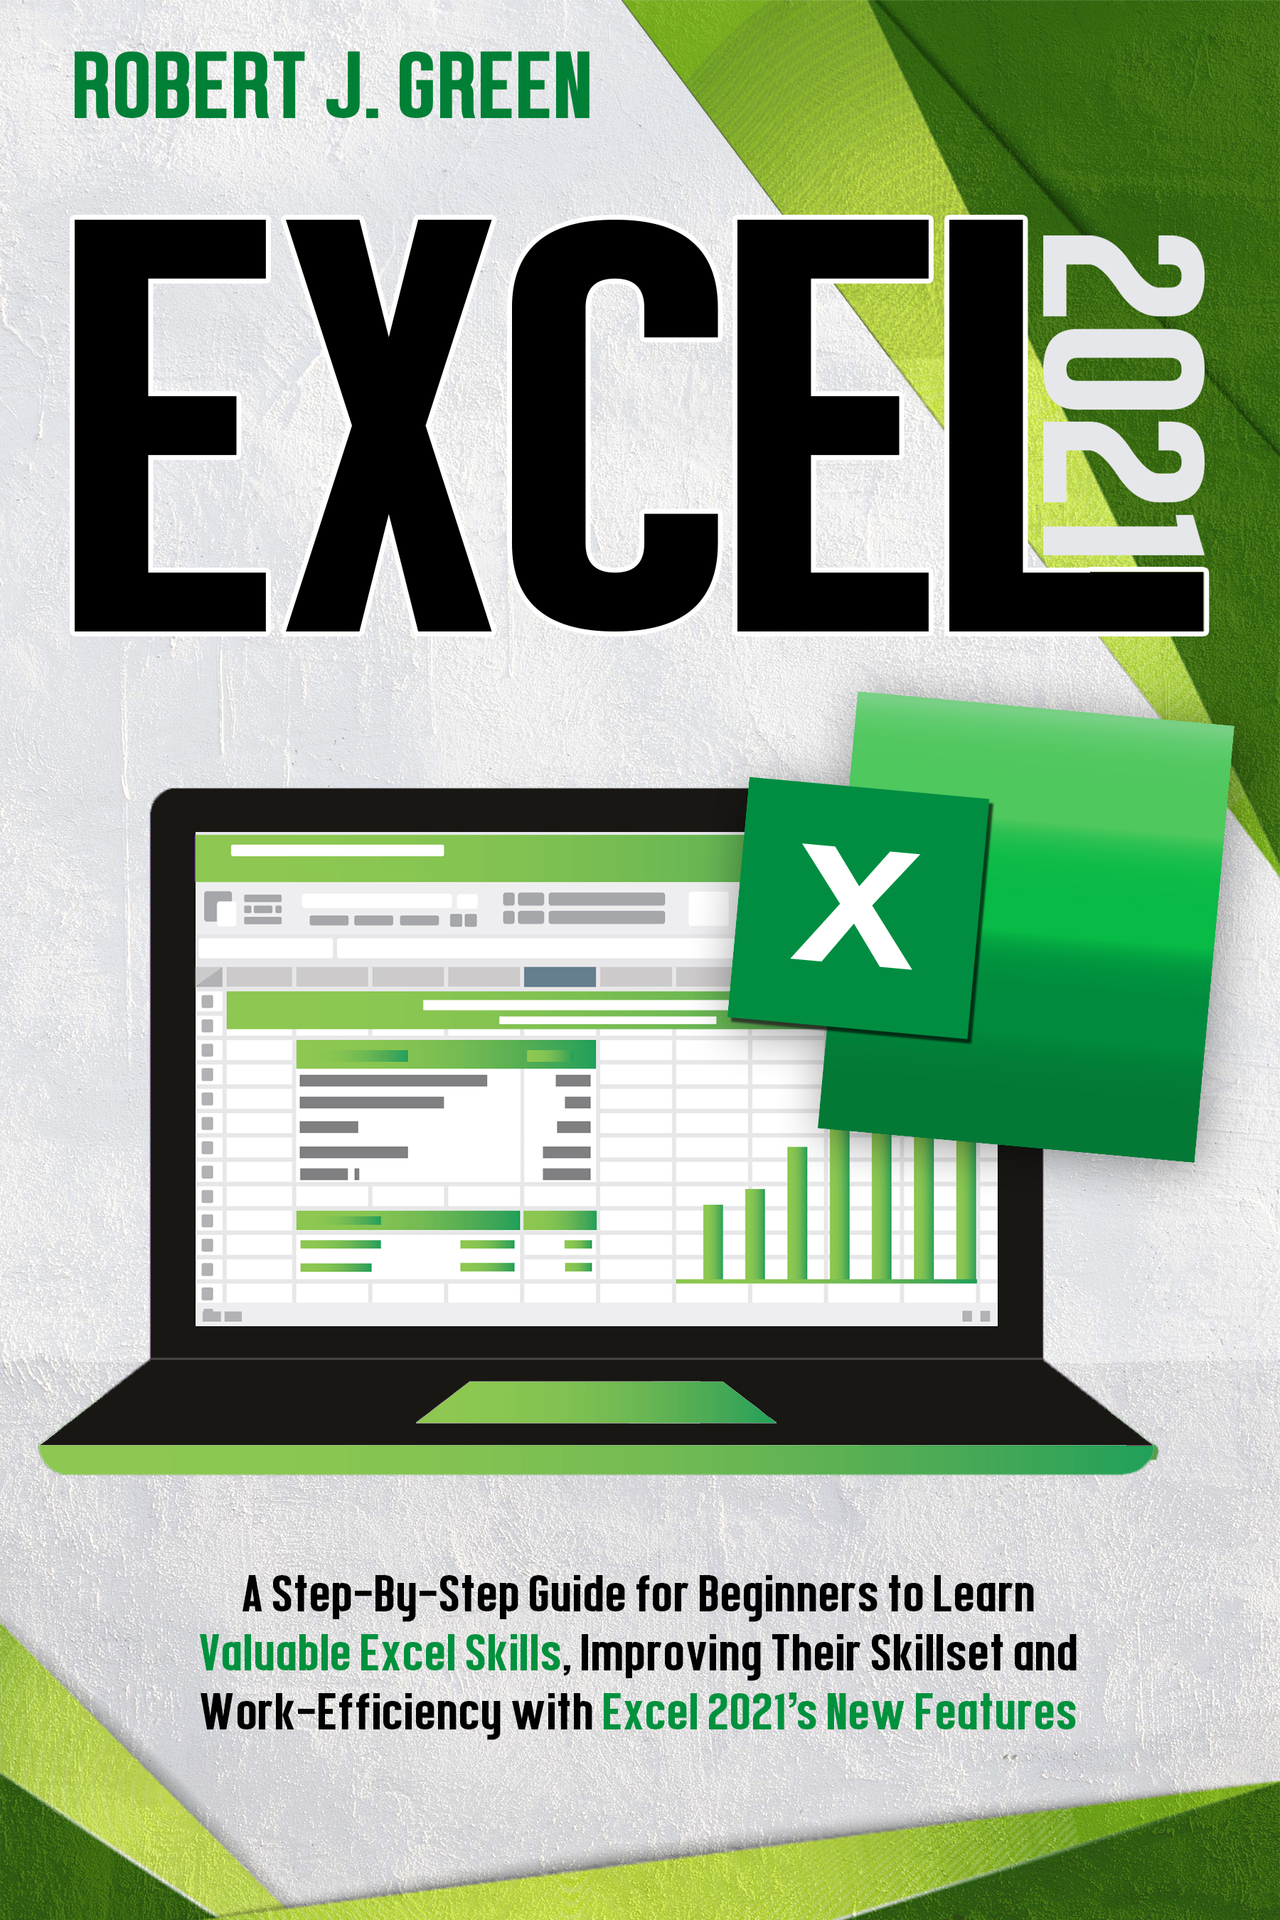 ROBERT J. GREEN
EXCEL
2021
X
A Step-By-Step Guide for Beginners to Learn
Valuable Excel Skills, Improving Their Skillset and
Work-Efficiency with Excel 2021's New Features